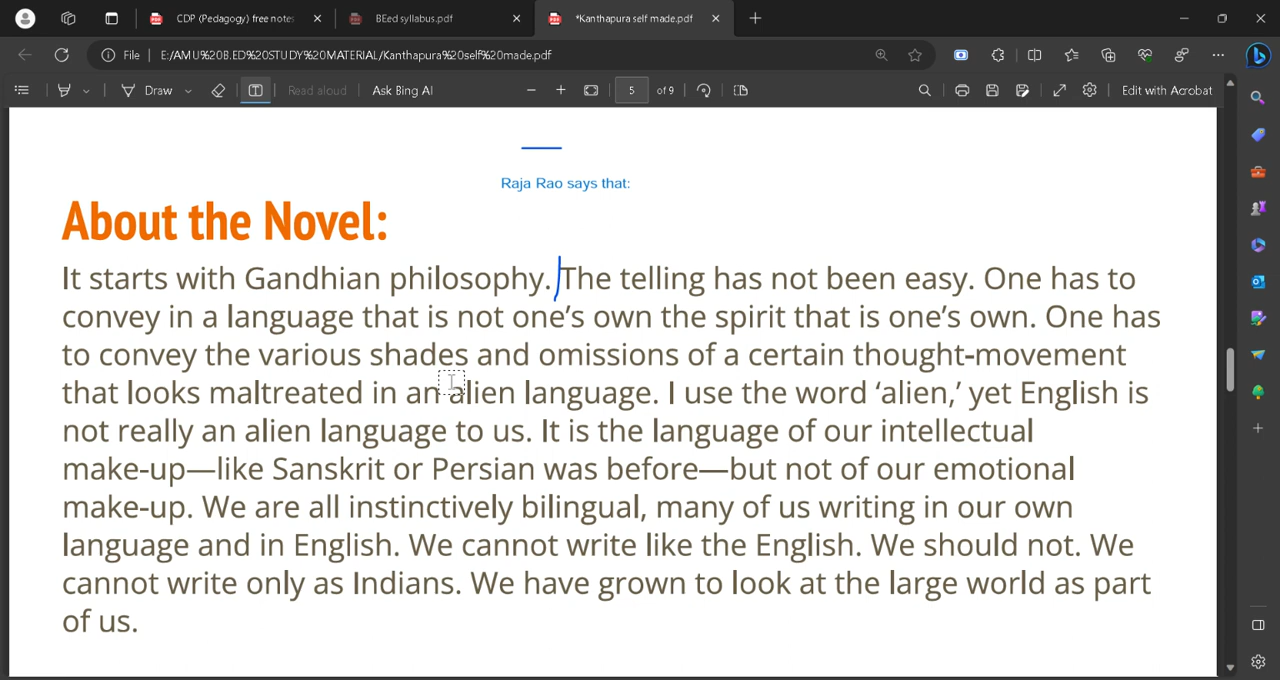 CDP (Pedagogy) free notes
BEed syllabus.pdf
*Kanthapura self made.pdf
File
E:/AMU%20B.ED%20STUDY%20MATERIAL/Kanthapura%20self%20made.pdf
Draw
Read aloud
Ask Bing AI
5
of 9
Edit with Acrobat
Raja Rao says that:
About the Novel:
It starts with Gandhian philosophy. The telling has not been easy. One has to
convey in a language that is not one’s own the spirit that is one’s own. One has
to convey the various shades and omissions of a certain thought-movement
that looks maltreated in an alien language. I use the word ‘alien,’ yet English is
not really an alien language to us. It is the language of our intellectual
make-up—like Sanskrit or Persian was before—but not of our emotional
make-up. We are all instinctively bilingual, many of us writing in our own
language and in English. We cannot write like the English. We should not. We
cannot write only as Indians. We have grown to look at the large world as part
of us.